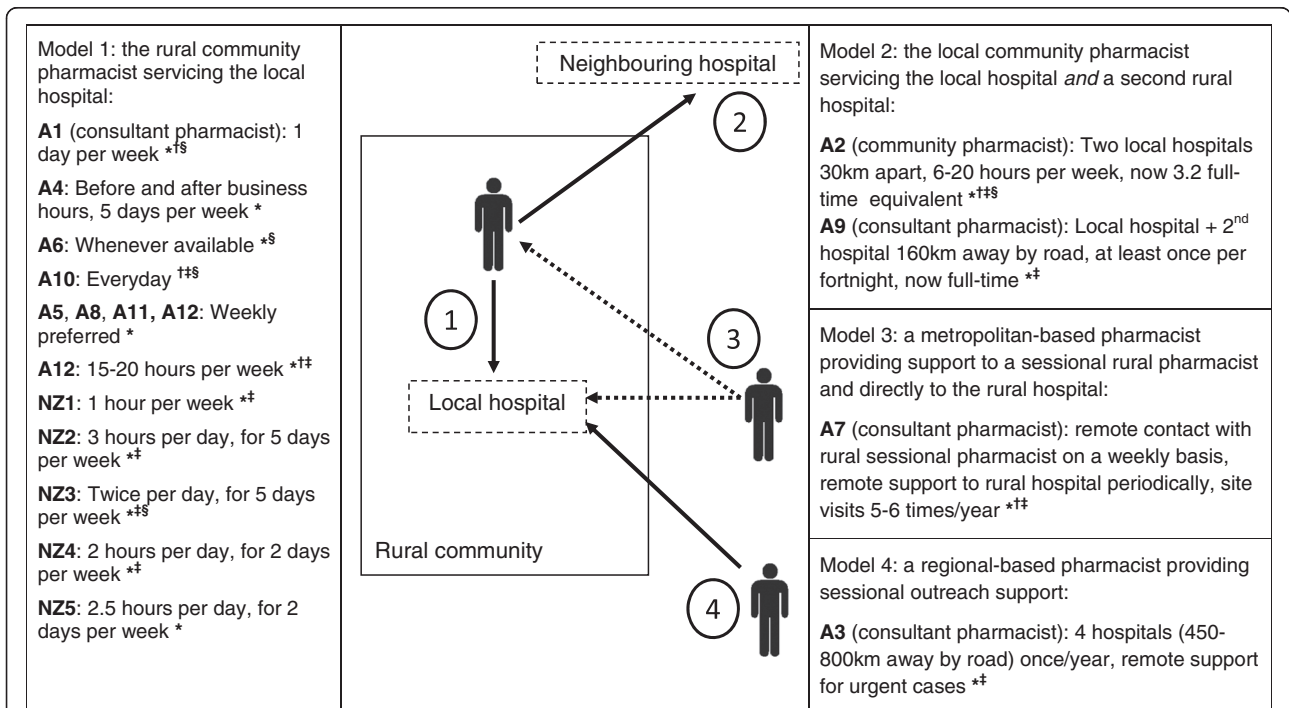 Model 1: the rural community
pharmacist servicing the local
hospital:
A1 (consultant pharmacist): 1
day per week *†§
A4: Before and after business
hours, 5 days per week *
A6: Whenever available *§
A10: Everyday †‡§
A5, A8, A11, A12: Weekly
preferred *
A12: 15-20 hours per week *†‡
NZ1: 1 hour per week *‡
NZ2: 3 hours per day, for 5 days
per week *‡
NZ3: Twice per day, for 5 days
per week *‡§
NZ4: 2 hours per day, for 2 days
per week *‡
NZ5: 2.5 hours per day, for 2
days per week *
Neighbouring hospital
2
1
3
Local hospital
Rural community
4
Model 2: the local community pharmacist
servicing the local hospital and a second rural
hospital:
A2 (community pharmacist): Two local hospitals
30km apart, 6-20 hours per week, now 3.2 full-
time equivalent *†‡§
A9 (consultant pharmacist): Local hospital + 2nd
hospital 160km away by road, at least once per
fortnight, now full-time *‡
Model 3: a metropolitan-based pharmacist
providing support to a sessional rural pharmacist
and directly to the rural hospital:
A7 (consultant pharmacist): remote contact with
rural sessional pharmacist on a weekly basis,
remote support to rural hospital periodically, site
visits 5-6 times/year *†‡
Model 4: a regional-based pharmacist providing
sessional outreach support:
A3 (consultant pharmacist): 4 hospitals (450-
800km away by road) once/year, remote support
for urgent cases *‡